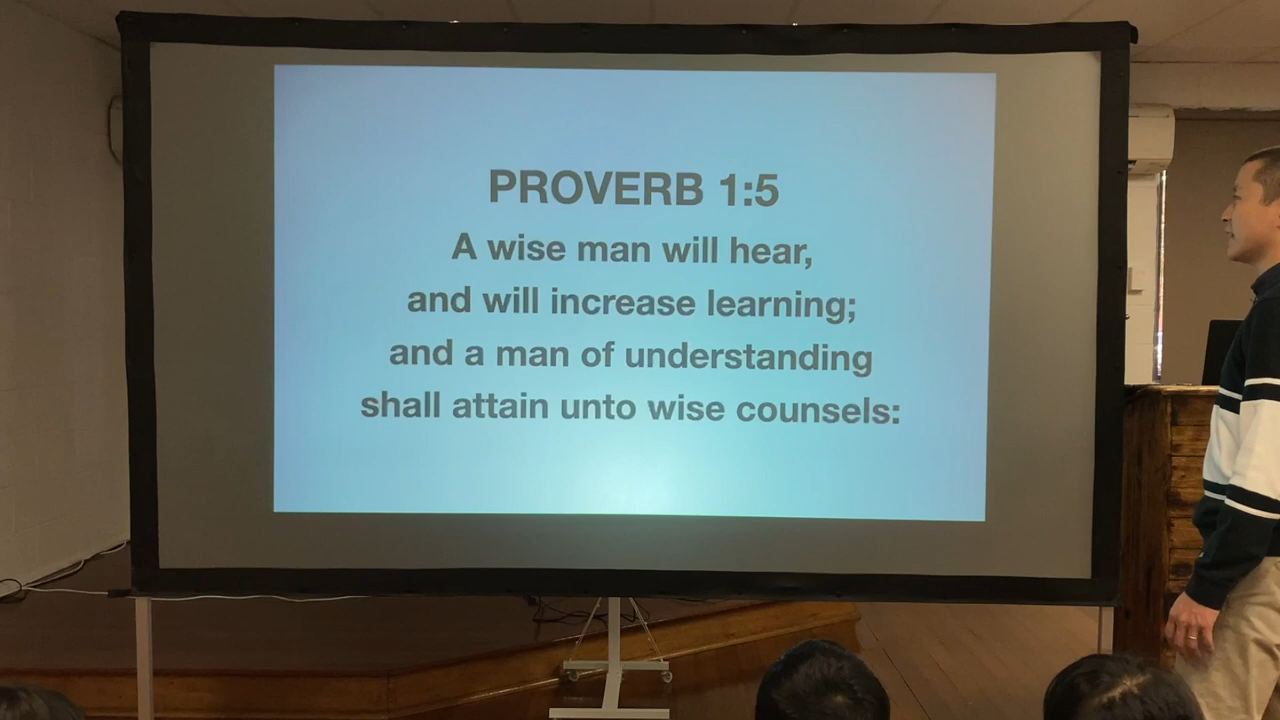 PROVERB 1:5
A wise man will hear,
and will increase learning;
and a man of understanding
shall attain unto wise counsels: